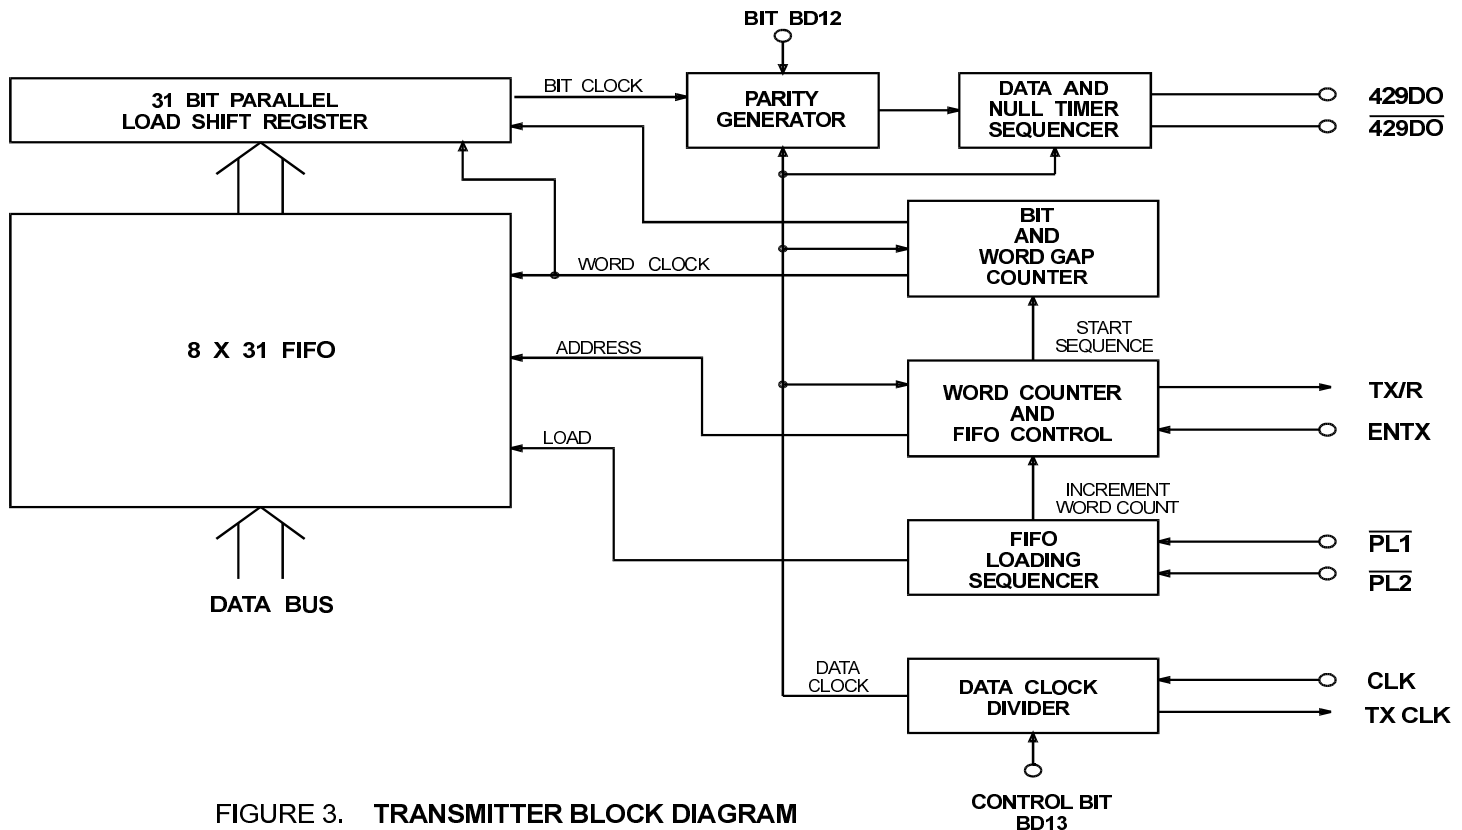 BIT BD12
31 BIT PARALLEL
LOAD SHIFT REGISTER
BIT CLOCK
PARITY
GENERATOR
DATA AND
NULL TIMER
SEQUENCER
429DO
429DO
BIT
AND
WORD GAP
COUNTER
WORD CLOCK
8 X 31 FIFO
START
SEQUENCE
ADDRESS
WORD COUNTER
AND
FIFO CONTROL
TX/R
ENTX
LOAD
INCREMENT
WORD COUNT
FIFO
LOADING
SEQUENCER
PL1
PL2
DATA BUS
DATA
CLOCK
DATA CLOCK
DIVIDER
CLK
TX CLK
CONTROL BIT
BD13
FIGURE 3. TRANSMITTER BLOCK DIAGRAM